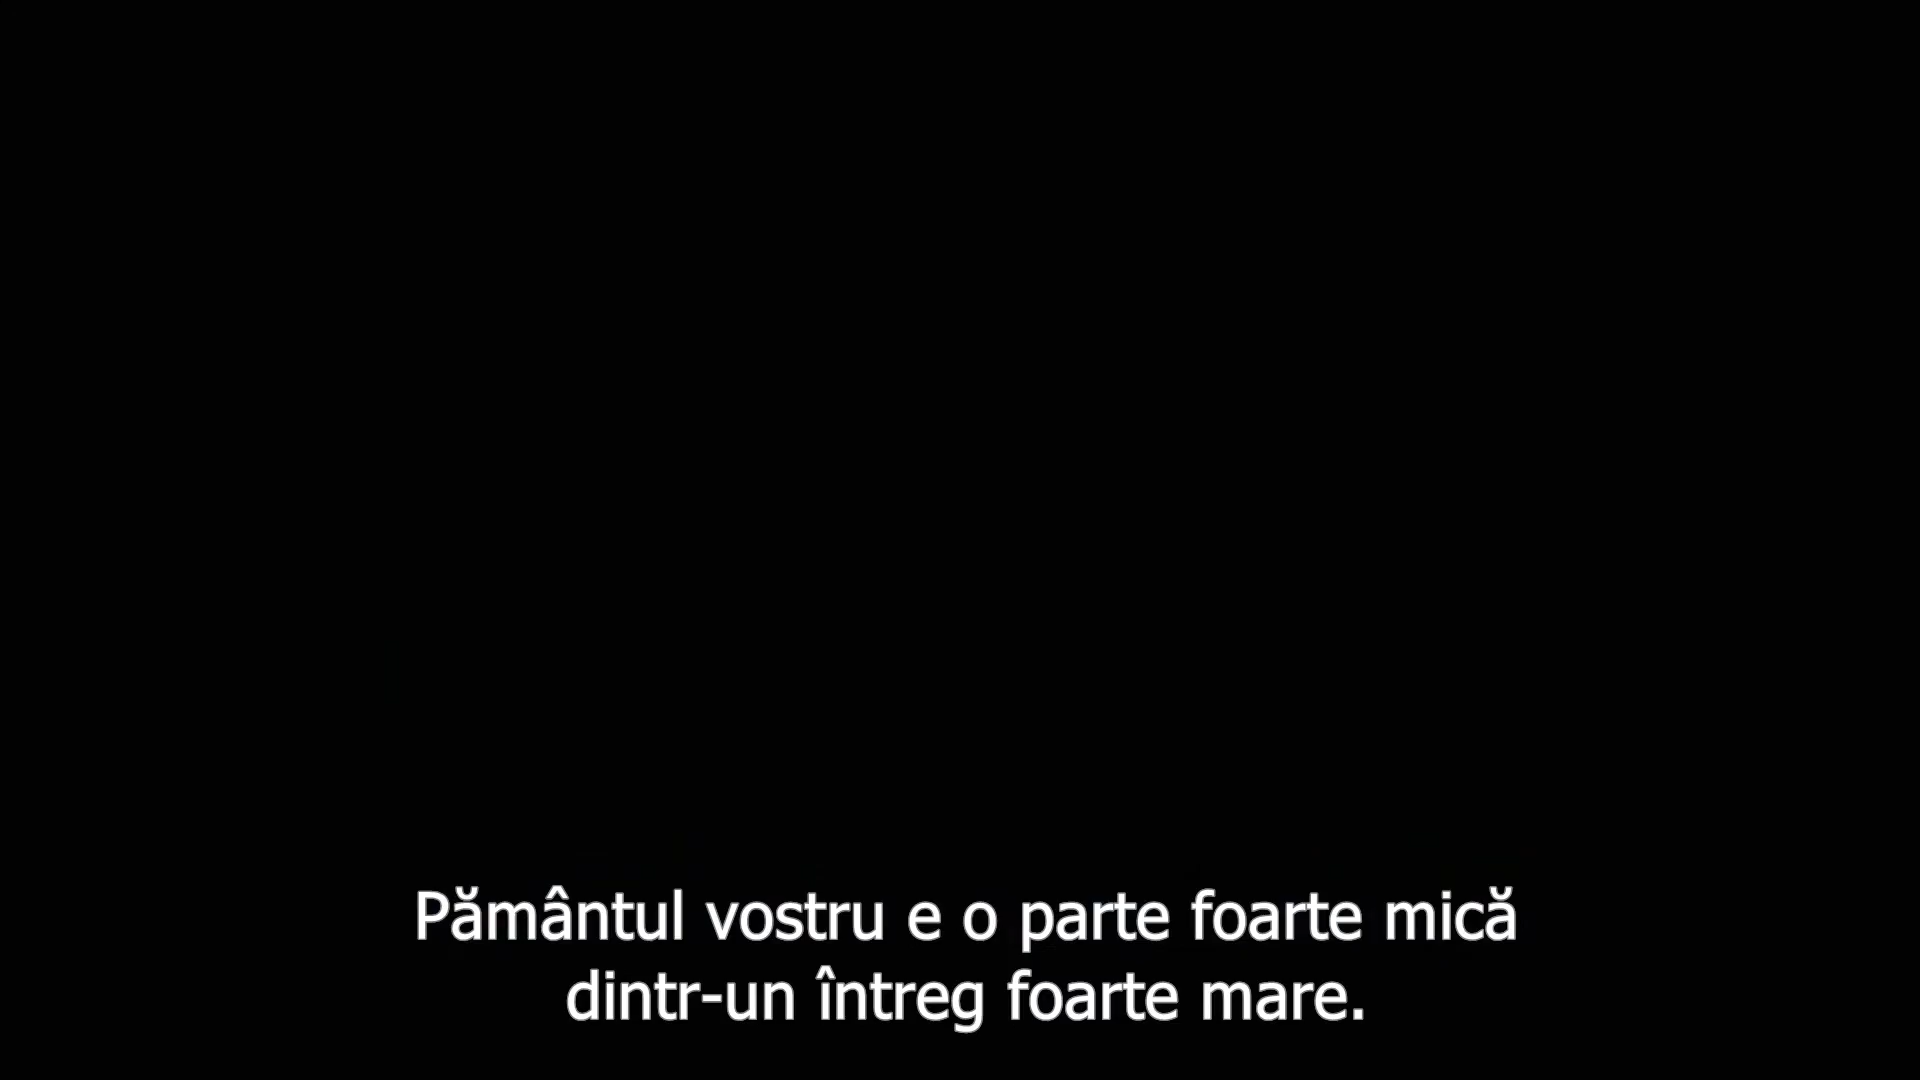 Pământul vostru e o parte foarte mică
dintr-un întreg foarte mare.